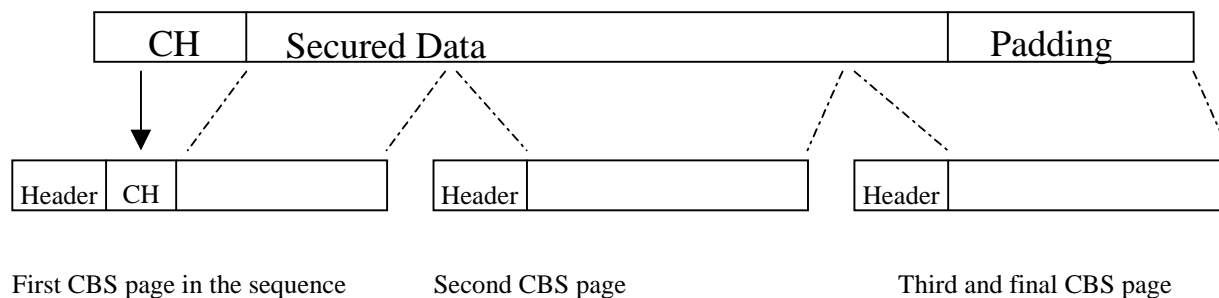 CH Secured Data Padding
Header CH Header Header
First CBS page in the sequence Second CBS page Third and final CBS page